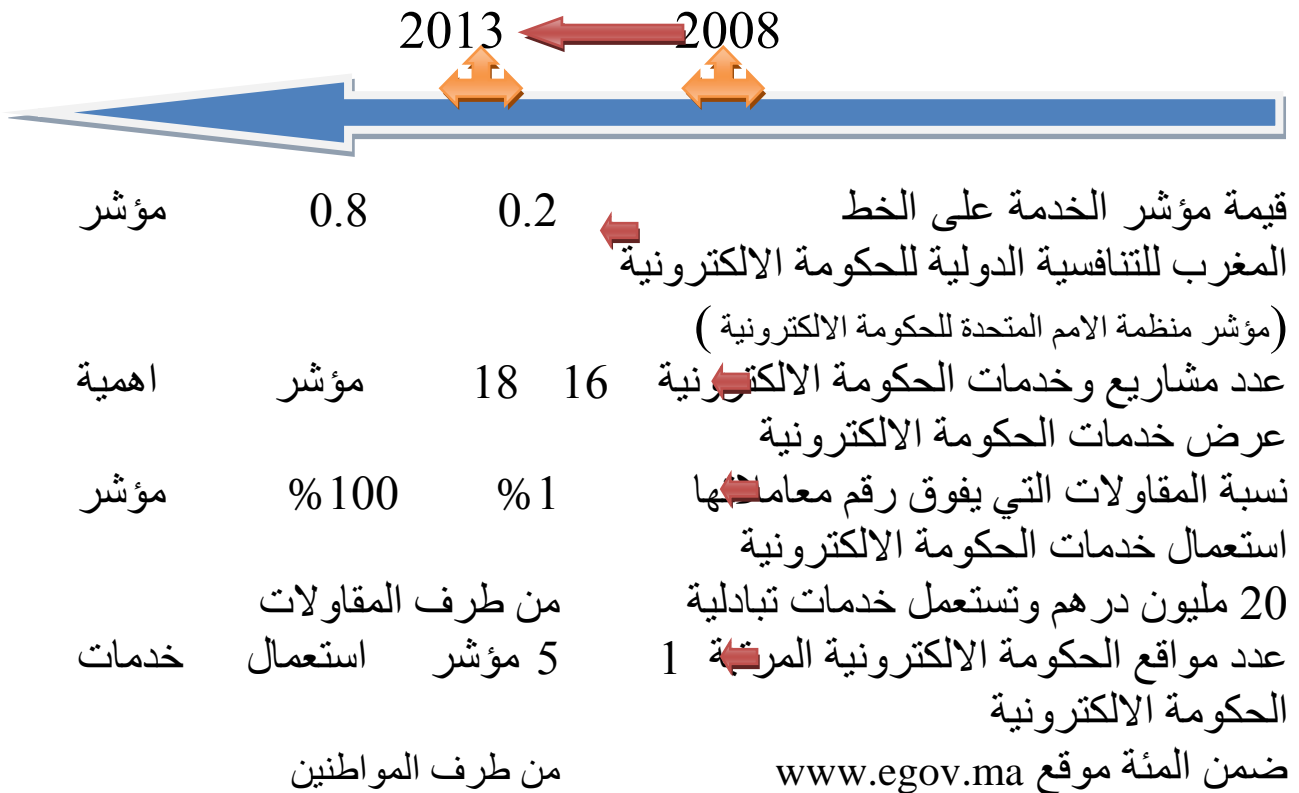 2008 2013
قيمة مؤشر الخدمة على الخط 0.2 0.8 مؤشر
المغرب للتنافسية الدولية للحكومة الالكترونية
(مؤشر منظمة الامم المتحدة للحكومة الالكترونية )
عدد مشاريع وخدمات الحكومة الالكترونية 16 18 مؤشر اهمية
عرض خدمات الحكومة الالكترونية
نسبة المقاولات التي يفوق رقم معاملاتها 1% 100% مؤشر
استعمال خدمات الحكومة الالكترونية
20 مليون درهم وتستعمل خدمات تبادلية من طرف المقاولات
عدد مواقع الحكومة الالكترونية المرتبة 1 5 مؤشر استعمال خدمات
الحكومة الالكترونية
ضمن المئة موقع www.egov.ma من طرف المواطنين